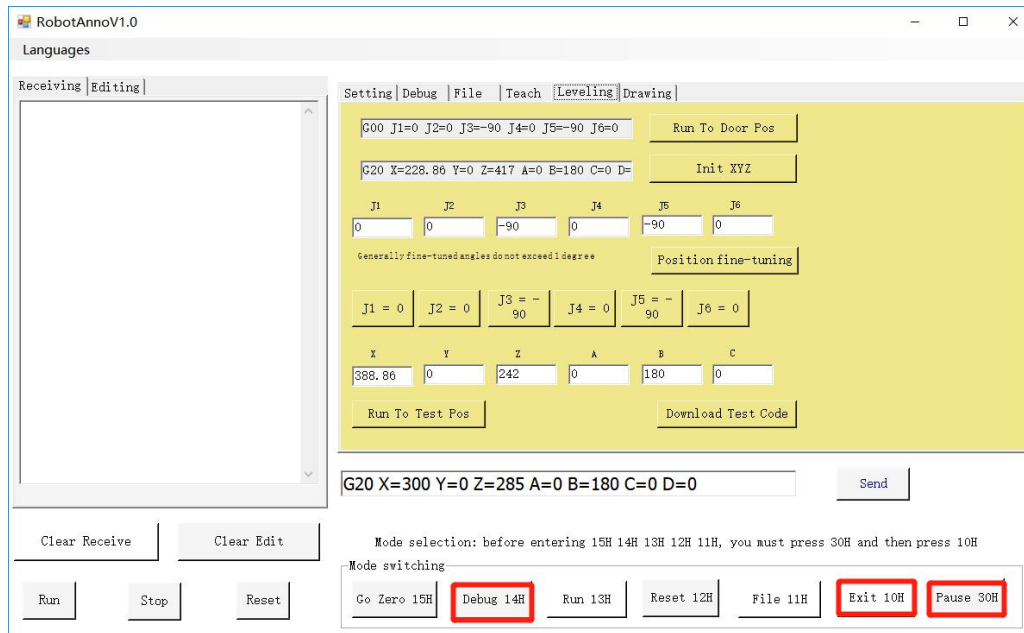 RobotAnnoV1.0
Languages
Receiving Editing
Setting Debug File Teach Leveling Drawing
G00 J1=0 J2=0 J3=-90 J4=0 J5=-90 J6=0
Run To Door Pos
G20 X=228.86 Y=0 Z=417 A=0 B=180 C=0 D=
Init XYZ
J1 J2 J3 J4 J5 J6
0 0 -90 0 -90 0
Generally fine-tuned angles do not exceed 1 degree
Position fine-tuning
J1 = 0 J2 = 0 J3 = - J4 = 0 J5 = - J6 = 0
90 90
X Y Z A B C
388.86 0 242 0 180 0
Run To Test Pos Download Test Code
G20 X=300 Y=0 Z=285 A=0 B=180 C=0 D=0
Send
Clear Receive Clear Edit
Mode selection: before entering 15H 14H 13H 12H 11H, you must press 30H and then press 10H
Mode switching
Run Stop Reset
Go Zero 15H Debug 14H Run 13H Reset 12H File 11H Exit 10H Pause 30H